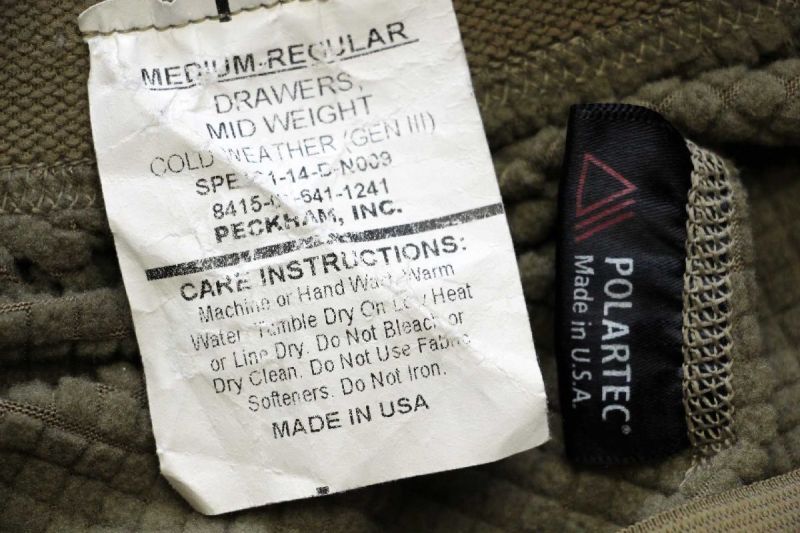 MEDIUM-REGULAR
DRAWERS,
MID WEIGHT
COLD WEATHER (GEN III)
8415-
641-1241
PECKHAM, INC.
CARE INSTRUCTIONS:
Machine or Hand Wash Warm
Water. Tumble Dry On Low Heat
or Line Dry. Do Not Bleach or
Dry Clean. Do Not Use Fabric
Softeners. Do Not Iron.
MADE IN USA
POLARTEC®
Made in U.S.A.